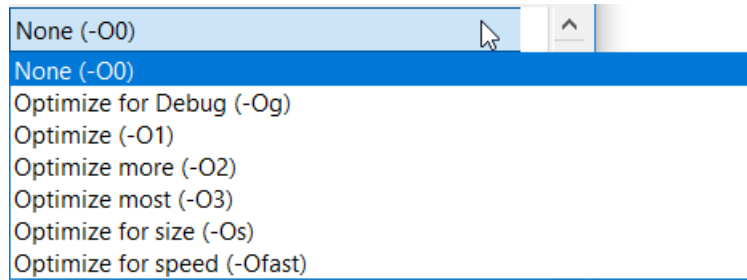 None (-O0)
None (-O0)
Optimize for Debug (-Og)
Optimize (-O1)
Optimize more (-O2)
Optimize most (-O3)
Optimize for size (-Os)
Optimize for speed (-Ofast)